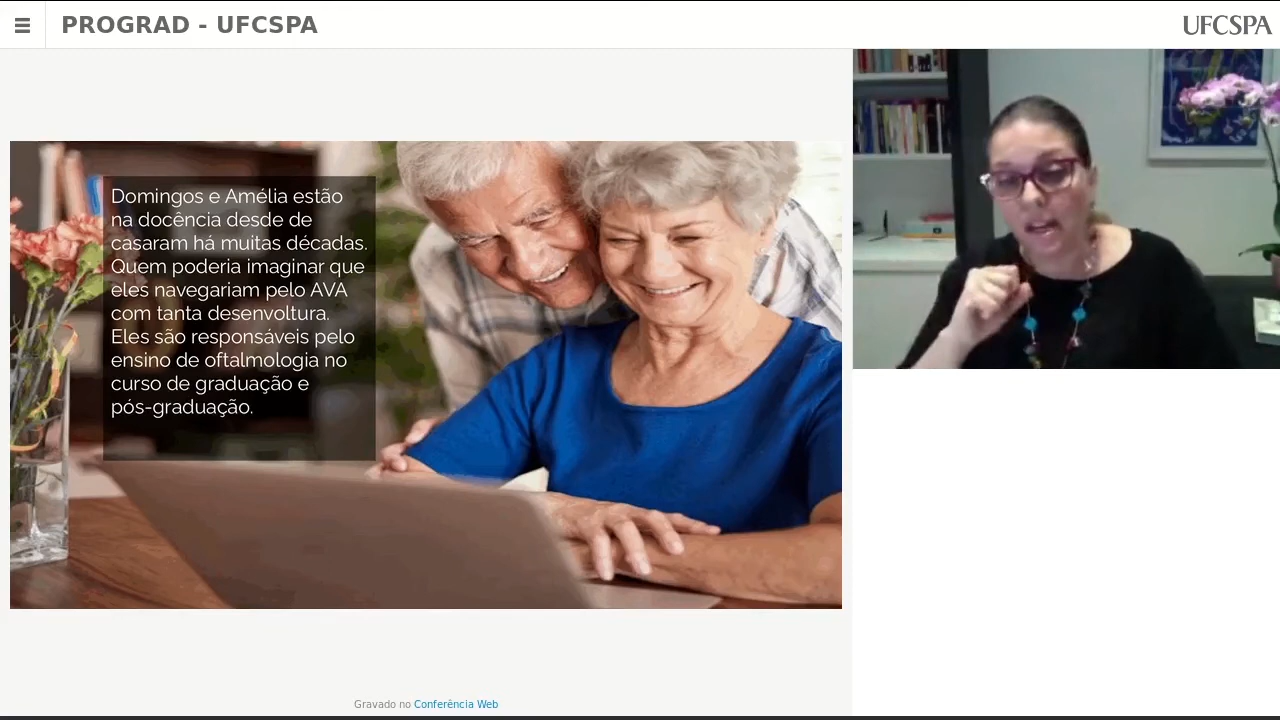 PROGRAD - UFCSPA
UFCSPA
Domingos e Amélia estão
na docência desde de
casaram há muitas décadas.
Quem poderia imaginar que
eles navegariam pelo AVA
com tanta desenvoltura.
Eles são responsáveis pelo
ensino de oftalmologia no
curso de graduação e
pós-graduação.
Gravado no Conferência Web